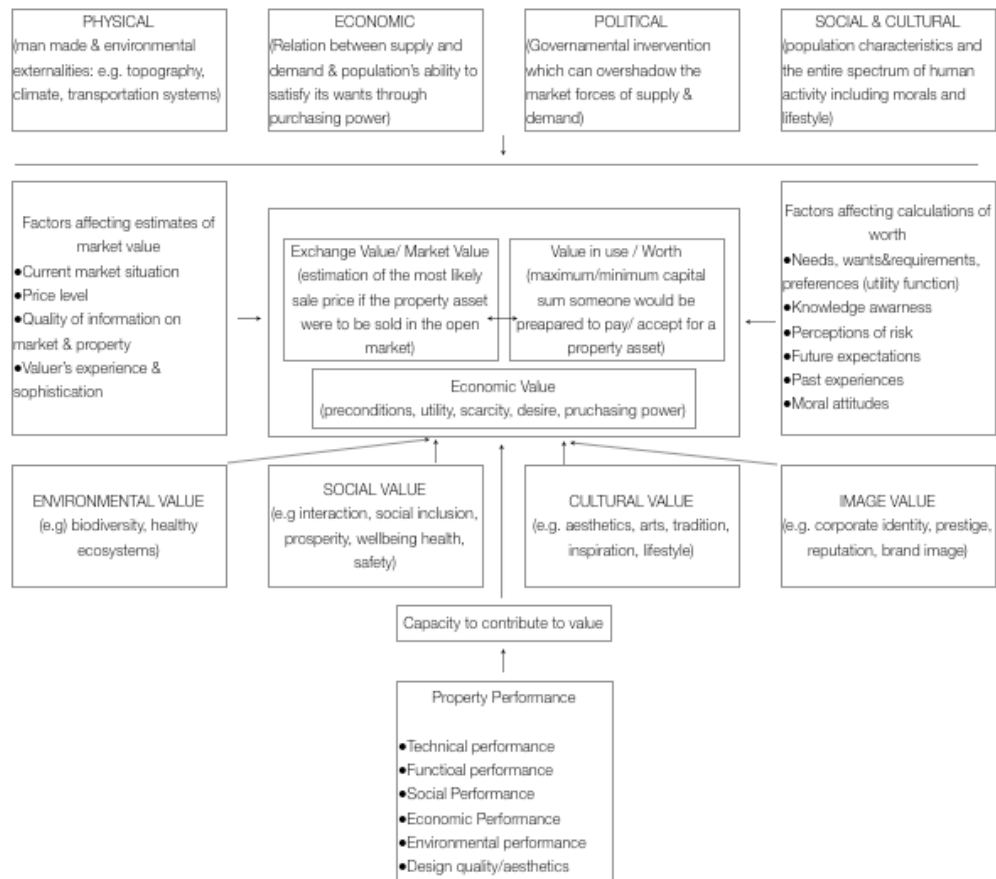 PHYSICAL
(man made & environmental
externalities: e.g. topography,
climate, transportation systems)
ECONOMIC
(Relation between supply and
demand & population's ability to
satisfy its wants through
purchasing power)
POLITICAL
(Governamental invervention
which can overshadow the
market forces of supply &
demand)
SOCIAL & CULTURAL
(population characteristics and
the entire spectrum of human
activity including morals and
lifestyle)
Factors affecting estimates of
market value
●Current market situation
●Price level
●Quality of information on
market & property
●Valuer's experience &
sophistication
Exchange Value/ Market Value
(estimation of the most likely
sale price if the property asset
were to be sold in the open
market)
Value in use / Worth
(maximum/minimum capital
sum someone would be
preapared to pay/ accept for a
property asset)
Economic Value
(preconditions, utility, scarcity, desire, pruchasing power)
Factors affecting calculations of
worth
●Needs, wants&requirements,
preferences (utility function)
●Knowledge awarness
●Perceptions of risk
●Future expectations
●Past experiences
●Moral attitudes
ENVIRONMENTAL VALUE
(e.g) biodiversity, healthy
ecosystems)
SOCIAL VALUE
(e.g interaction, social inclusion,
prosperity, wellbeing health,
safety)
CULTURAL VALUE
(e.g. aesthetics, arts, tradition,
inspiration, lifestyle)
IMAGE VALUE
(e.g. corporate identity, prestige,
reputation, brand image)
Capacity to contribute to value
Property Performance
●Technical performance
●Functioal performance
●Social Performance
●Economic Performance
●Environmental performance
●Design quality/aesthetics